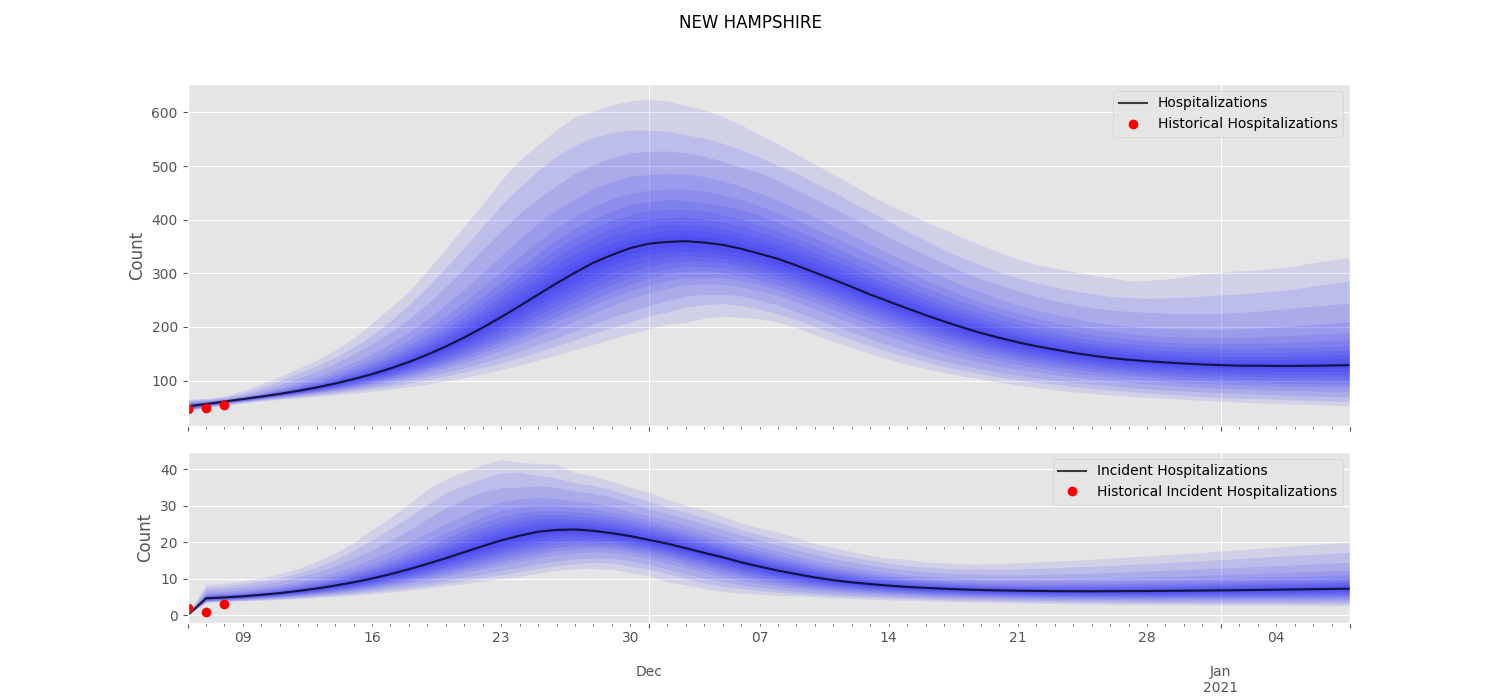 NEW HAMPSHIRE
Hospitalizations
Historical Hospitalizations
Count
600
500
400
300
200
100
Incident Hospitalizations
Historical Incident Hospitalizations
Count
40
30
20
10
0
09 16 23 30 07 14 21 28 04
Dec Jan
2021